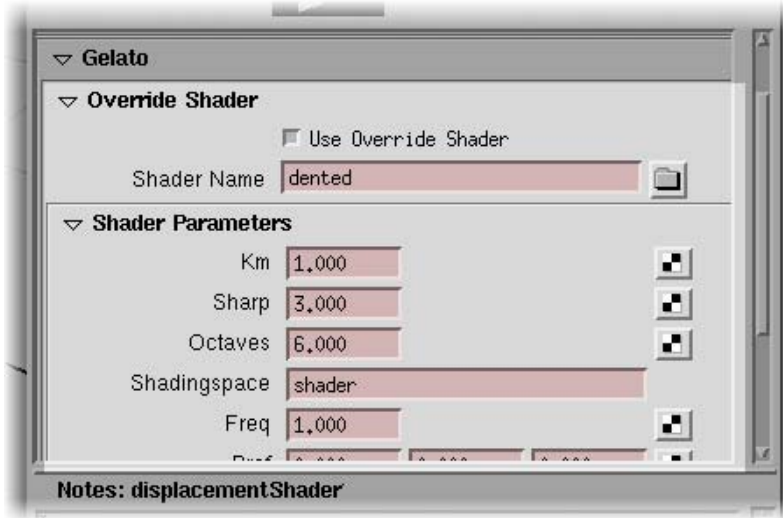 Gelato
Override Shader
Use Override Shader
Shader Name dented
Shader Parameters
Km 1.000
Sharp 3.000
Octaves 6.000
Shadingspace shader
Freq 1.000
Notes: displacementShader